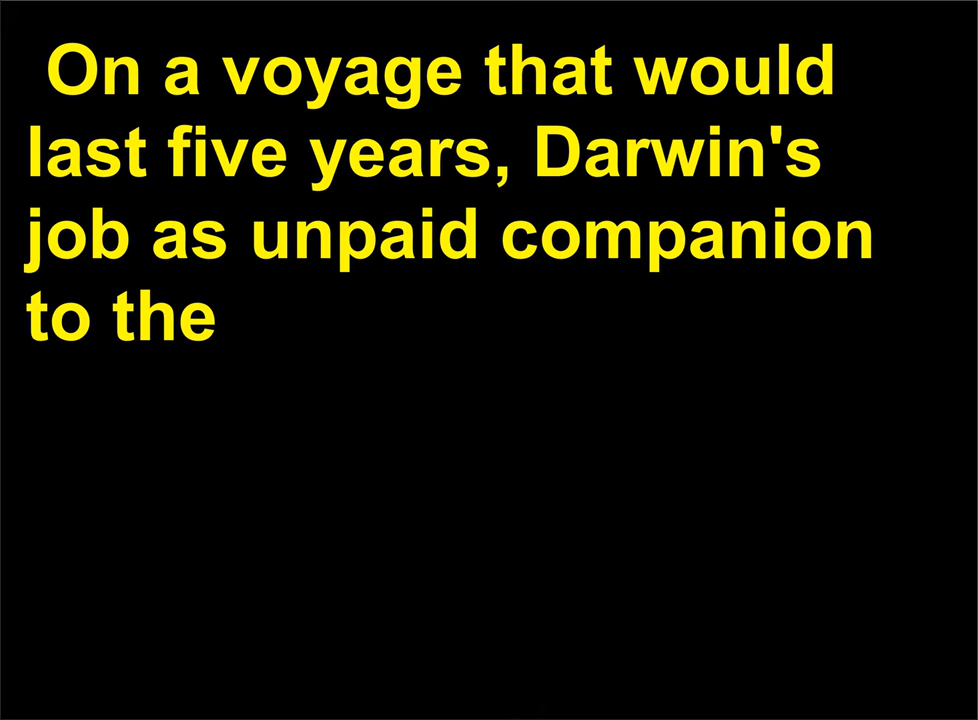 On a voyage that would
last five years, Darwin's
job as unpaid companion
to the